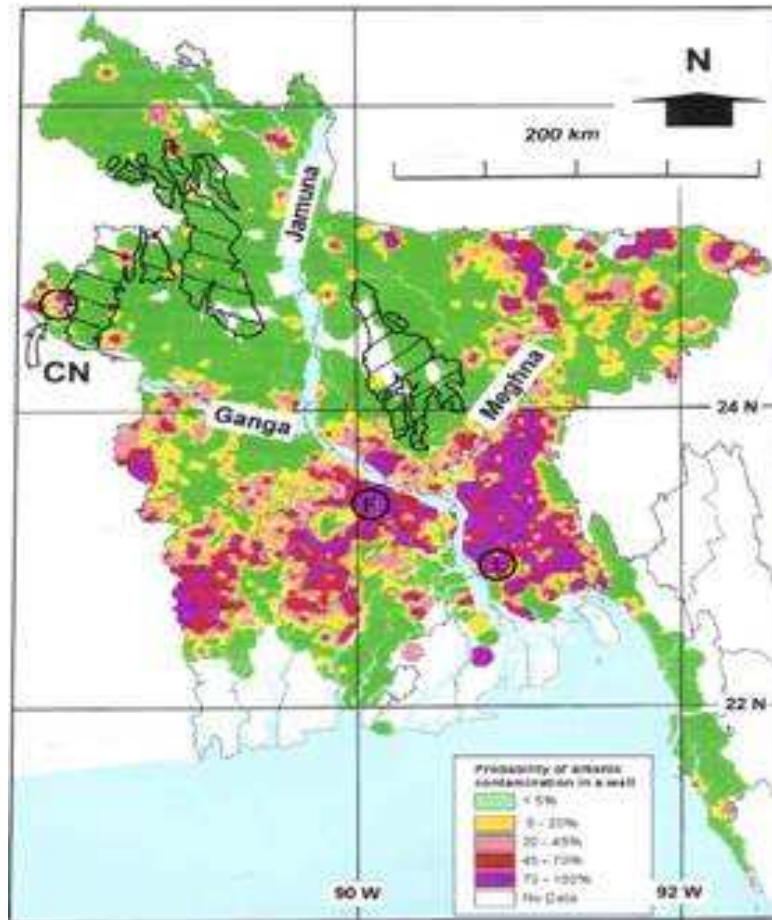 N
200 km
Jamuna
CN
Ganga
Meghna
24 N
F
22 N
Probability of arsenic
contamination in a well
< 5%
5 - 20%
20 - 45%
45 - 70%
70 - 100%
No Data
90 W
92 W